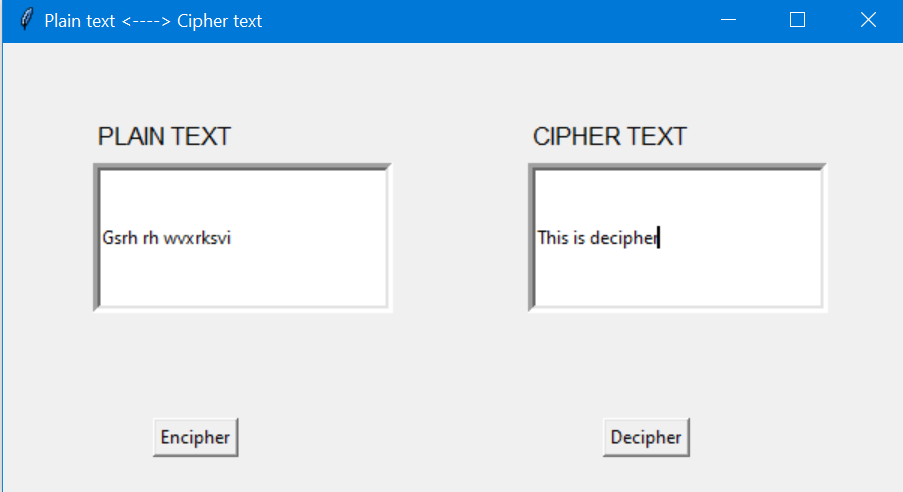 Plain text <----> Cipher text
PLAIN TEXT
CIPHER TEXT
Gsrh rh wvxrksvi
This is decipher
Encipher
Decipher